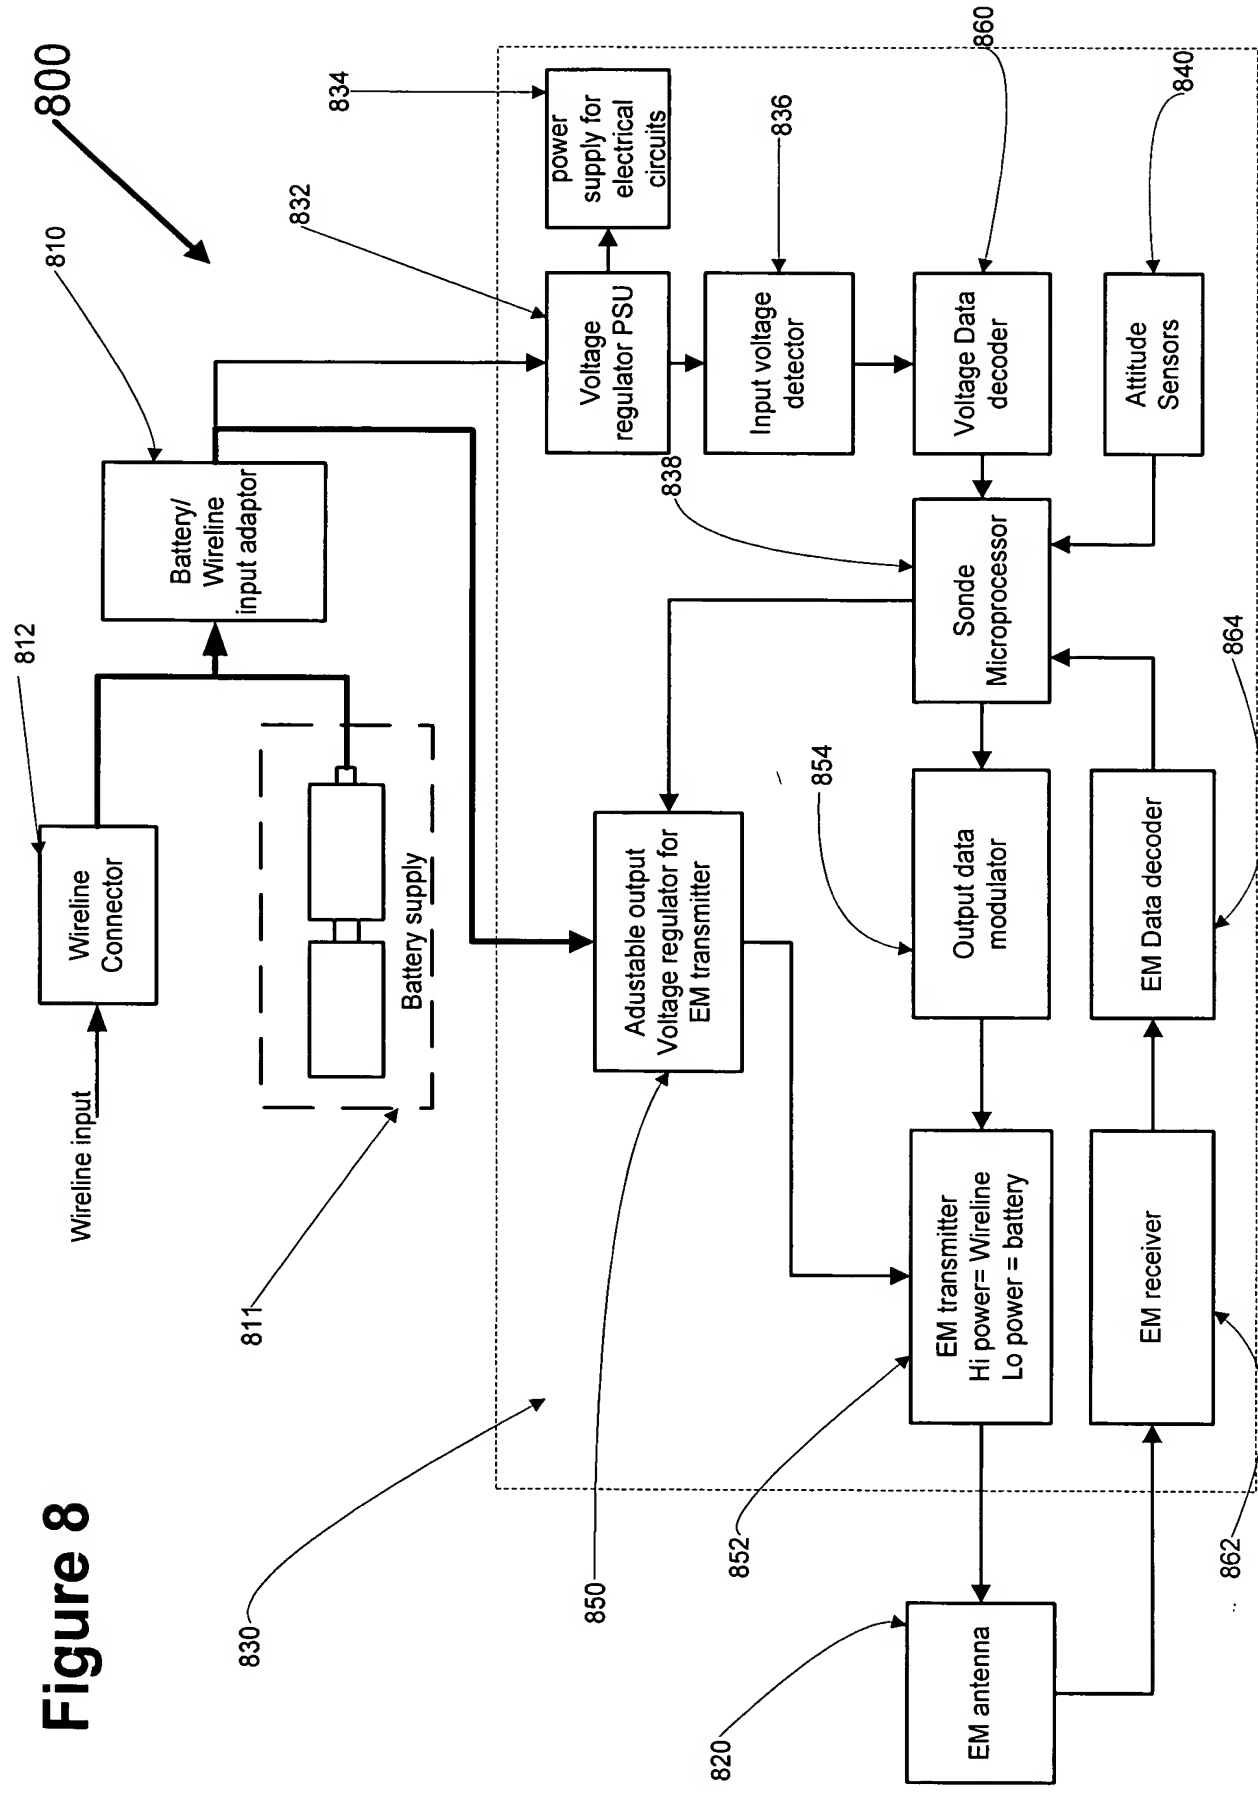 Figure 8
800
Wireline input
812
Wireline
Connector
810
Battery/
Wireline
input adaptor
811
Battery supply
830
832
834
Voltage
regulator PSU
power
supply for
electrical
circuits
836
Input voltage
detector
850
Adustable output
Voltage regulator for
EM transmitter
838
860
820
EM antenna
852
EM transmitter
Hi power= Wireline
Lo power = battery
854
Output data
modulator
Sonde
Microprocessor
Voltage Data
decoder
840
862
EM receiver
864
EM Data decoder
Attitude
Sensors